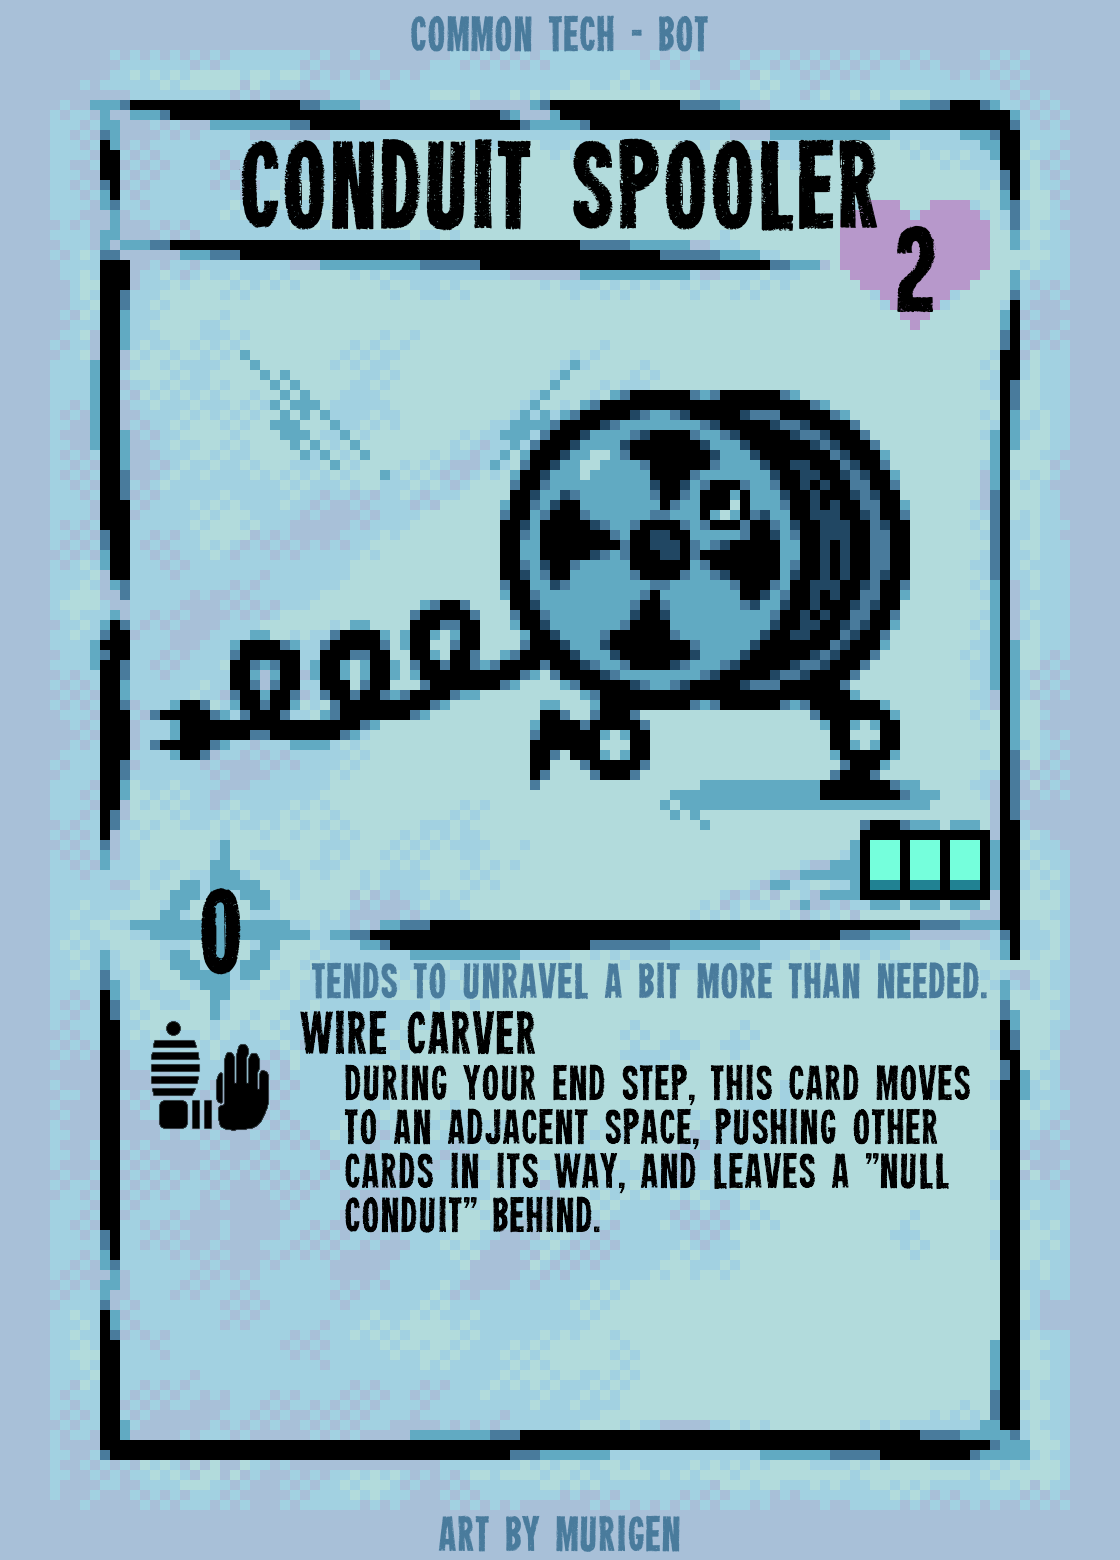 COMMON TECH - BOT
CONDUIT SPOOLER
2
0
TENDS TO UNRAVEL A BIT MORE THAN NEEDED.
WIRE CARVER
DURING YOUR END STEP, THIS CARD MOVES
TO AN ADJACENT SPACE, PUSHING OTHER
CARDS IN ITS WAY, AND LEAVES A "NULL
CONDUIT" BEHIND.
ART BY MURIGEN